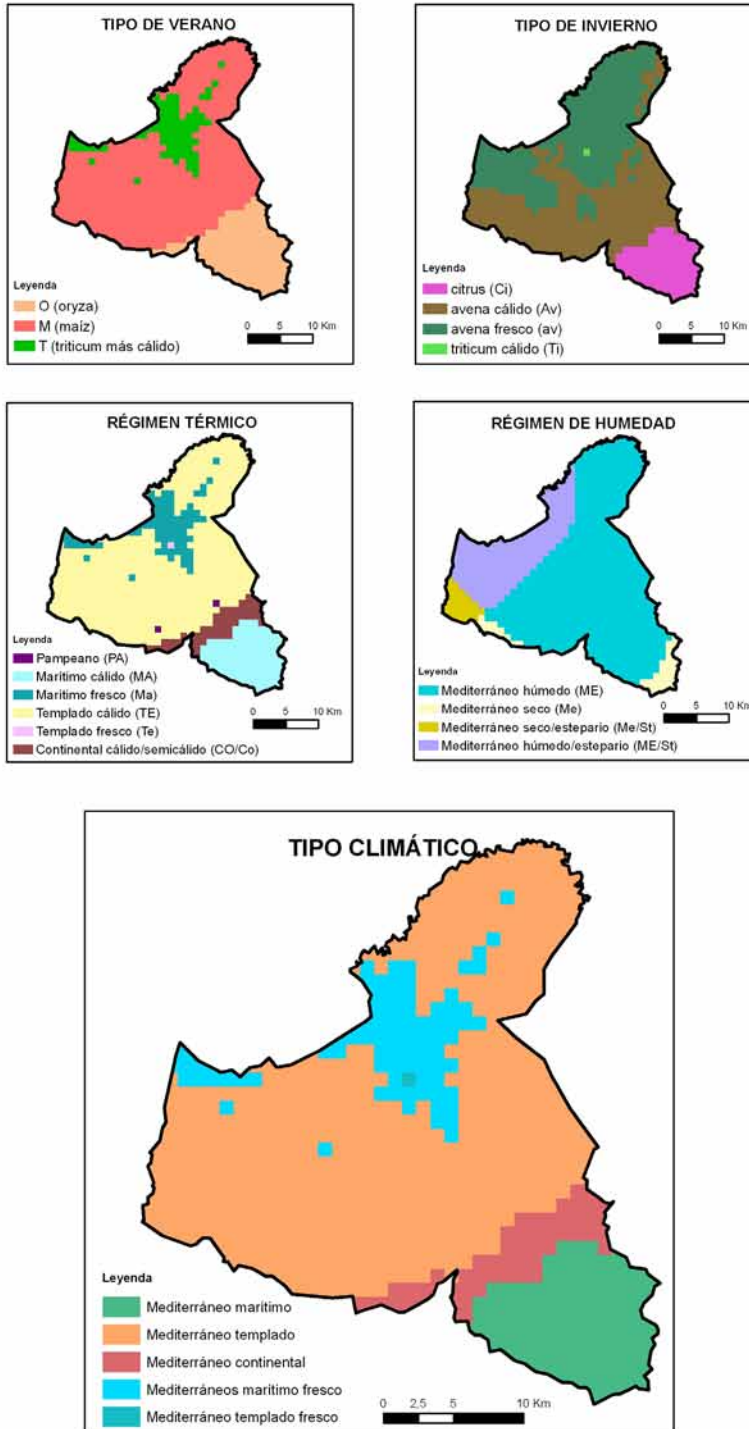 TIPO DE VERANO
Leyenda
O (oryza)
M (maíz)
T (triticum más cálido)
0 5 10 Km
TIPO DE INVIERNO
Leyenda
citrus (Ci)
avena cálido (Av)
avena fresco (av)
triticum cálido (Ti)
0 5 10 Km
RÉGIMEN TÉRMICO
Leyenda
Pampeano (PA)
Marítimo cálido (MA)
Marítimo fresco (Ma)
Templado cálido (TE)
Templado fresco (Te)
Continental cálido/semicálido (CO/Co)
0 5 10 Km
RÉGIMEN DE HUMEDAD
Leyenda
Mediterráneo húmedo (ME)
Mediterráneo seco (Me)
Mediterráneo seco/estepario (Me/St)
Mediterráneo húmedo/estepario (ME/St)
0 5 10 Km
TIPO CLIMÁTICO
Leyenda
Mediterráneo marítimo
Mediterráneo templado
Mediterráneo continental
Mediterráneos marítimo fresco
Mediterráneo templado fresco
0 2,5 5 10 Km